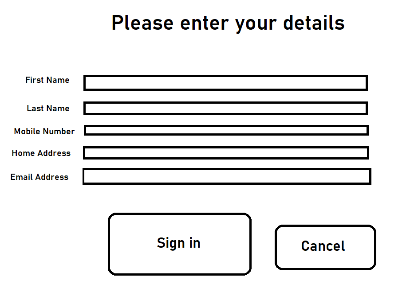 Please enter your details
First Name
Last Name
Mobile Number
Home Address
Email Address
Sign in
Cancel